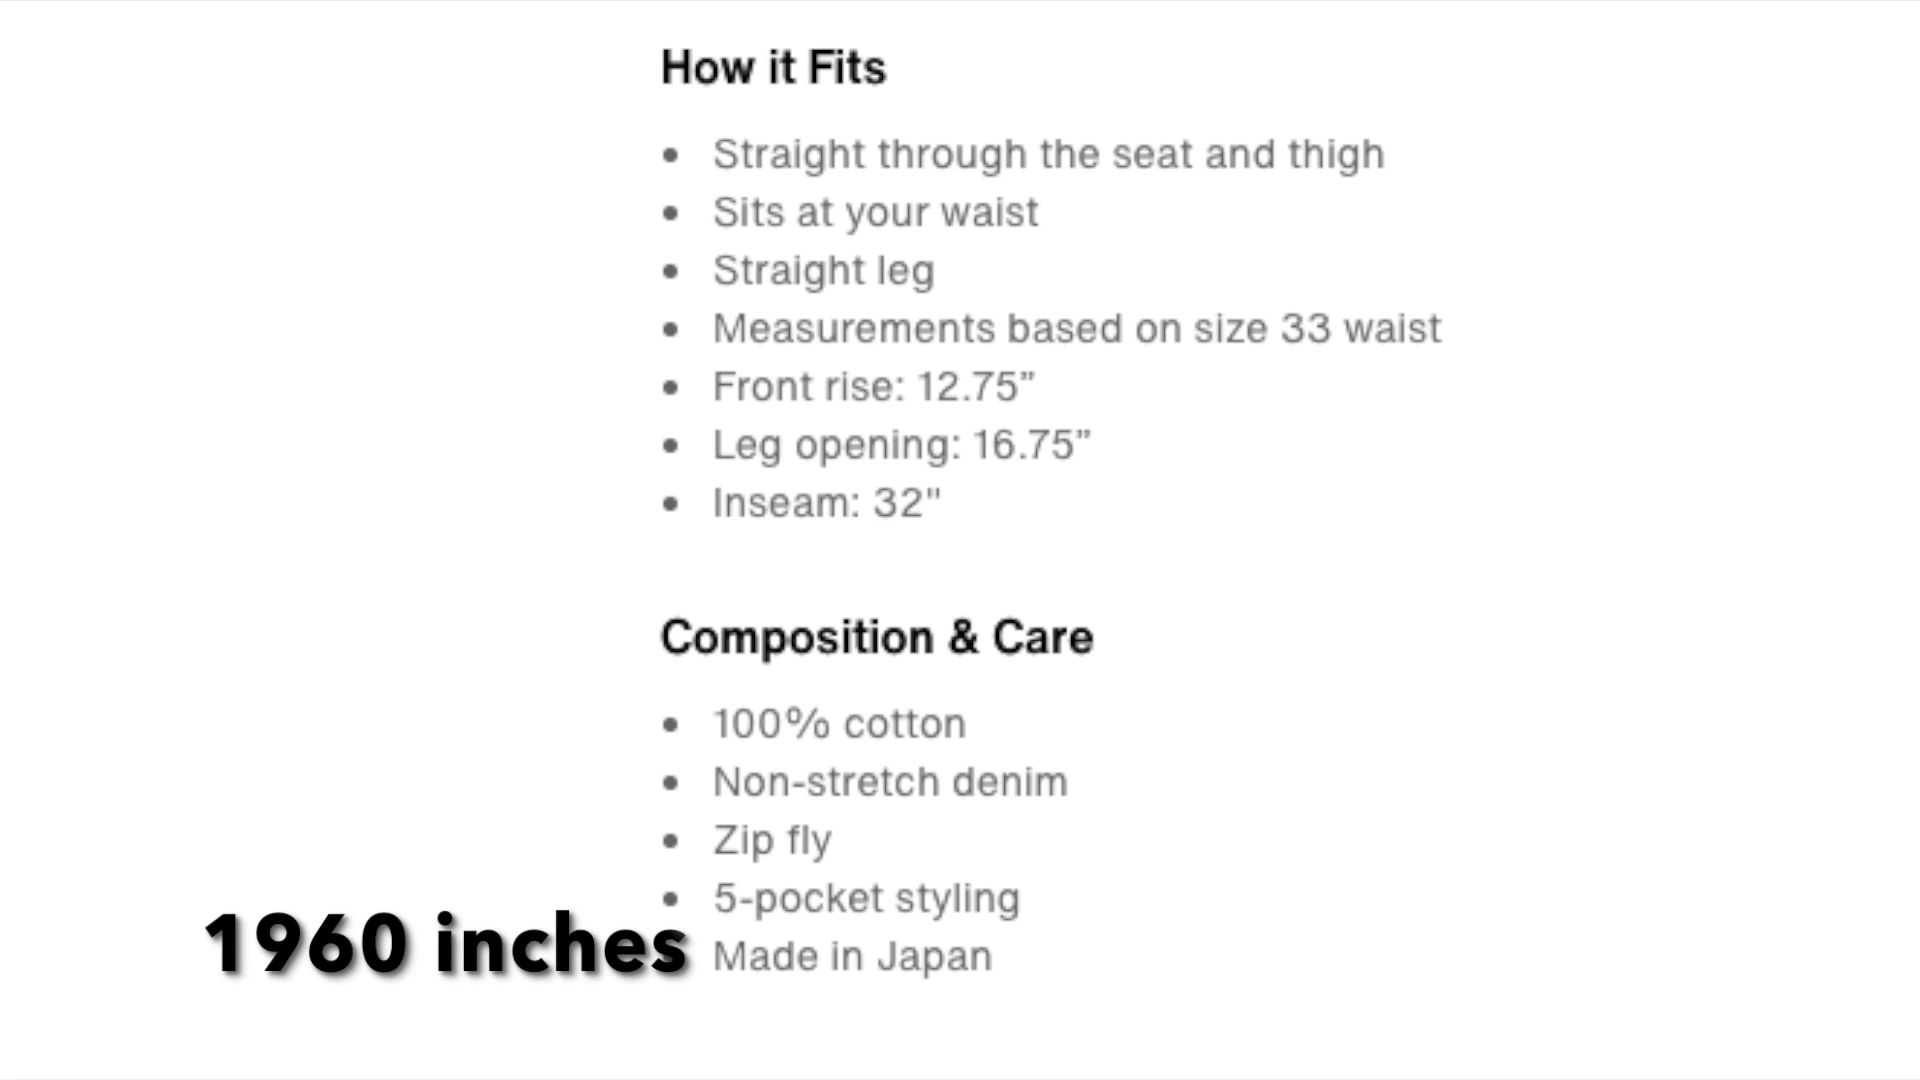 How it Fits
• Straight through the seat and thigh
• Sits at your waist
• Straight leg
• Measurements based on size 33 waist
• Front rise: 12.75”
• Leg opening: 16.75”
• Inseam: 32"
Composition & Care
• 100% cotton
• Non-stretch denim
• Zip fly
• 5-pocket styling
Made in Japan
1960 inches